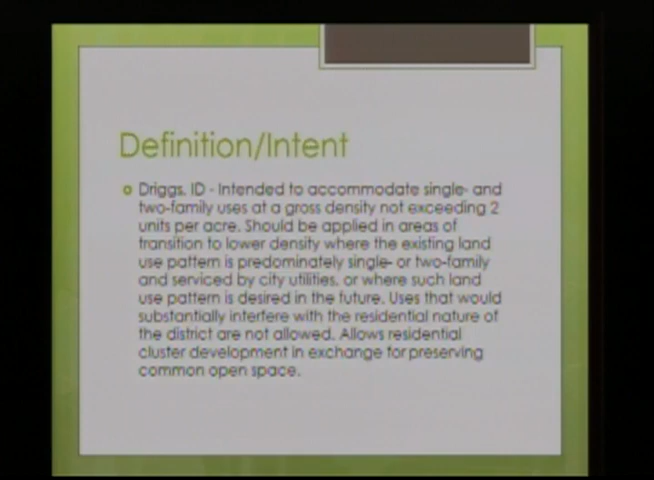 Definition/Intent
Driggs, ID - Intended to accommodate single- and
two-family uses at a gross density not exceeding 2
units per acre. Should be applied in areas of
transition to lower density where the existing land
use pattern is predominately single- or two-family
and serviced by city utilities, or where such land
use pattern is desired in the future. Uses that would
substantially interfere with the residential nature of
the district are not allowed. Allows residential
cluster development in exchange for preserving
common open space.